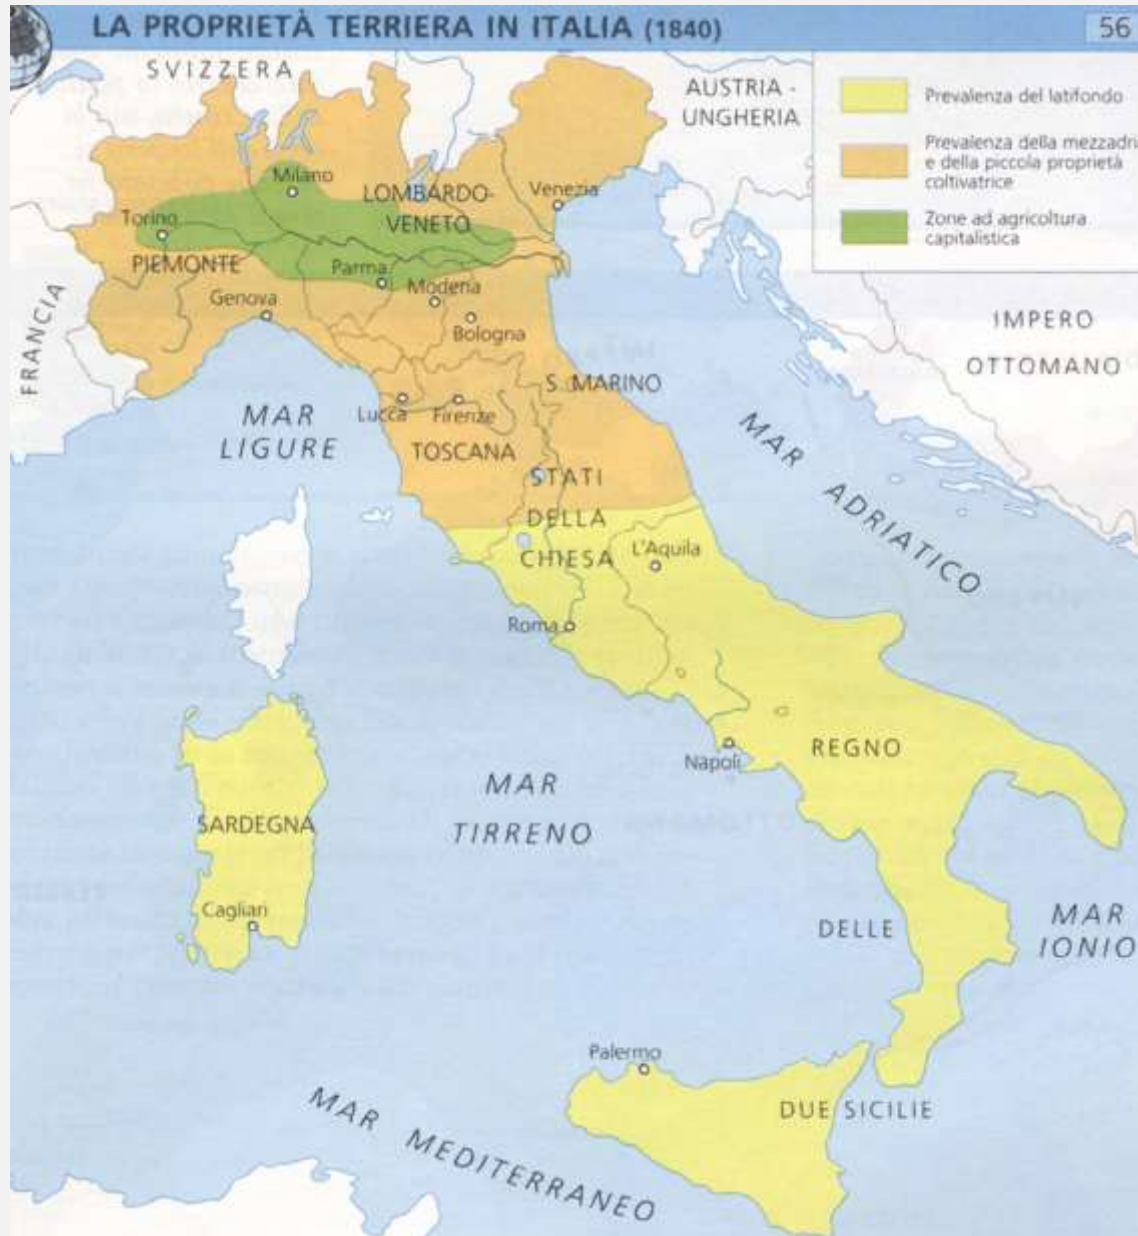 LA PROPRIETÀ TERRIERA IN ITALIA (1840)
56
SVIZZERA
AUSTRIA -
UNGHERIA
Prevalenza del latifondo
Prevalenza della mezzadri
e della piccola proprietà
coltivatrice
Zone ad agricoltura
capitalistica
Milano
LOMBARDO-
VENETO
Venezia
Torino
PIEMONTE
Parma
Modena
Genova
Bologna
FRANCIA
IMPERO
OTTOMANO
S. MARINO
MAR
LIGURE
Lucca
Firenze
TOSCANA
MAR ADRIATICO
STATI
DELLA
CHIESA
L'Aquila
Roma
Napoli
REGNO
MAR
TIRRENO
SARDEGNA
Cagliari
DELLE
MAR
IONIO
Palermo
DUE SICILIE
MAR MEDITERRANEO